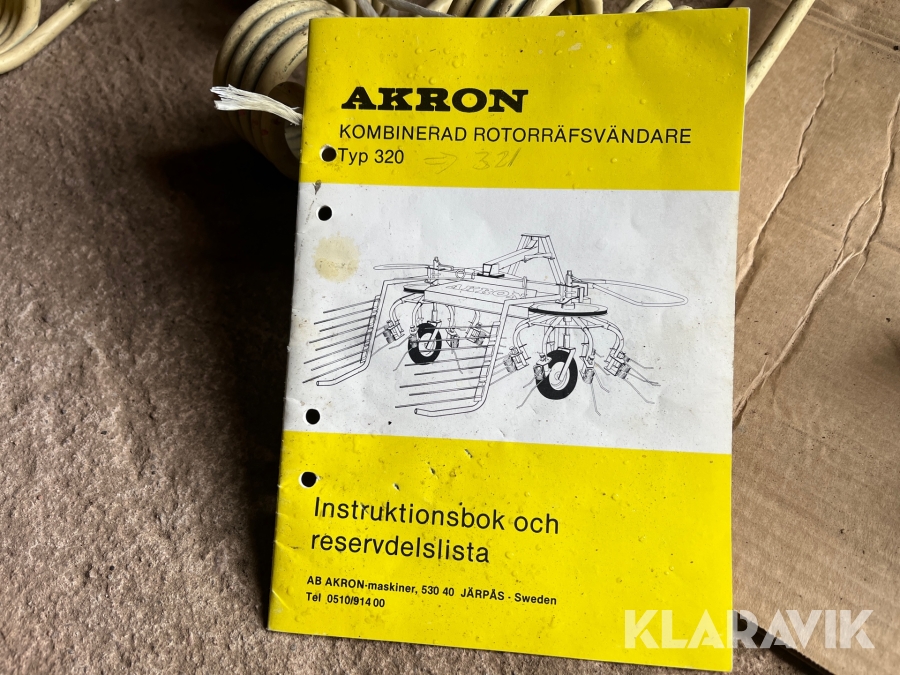 AKRON
KOMBINERAD ROTORRÄFSVÄNDARE
Typ 320 => 321
AKRON
Instruktionsbok och
reservdelslista
AB AKRON-maskiner, 530 40 JÄRPÅS - Sweden
Tel 0510/914 00
KLARAVIK